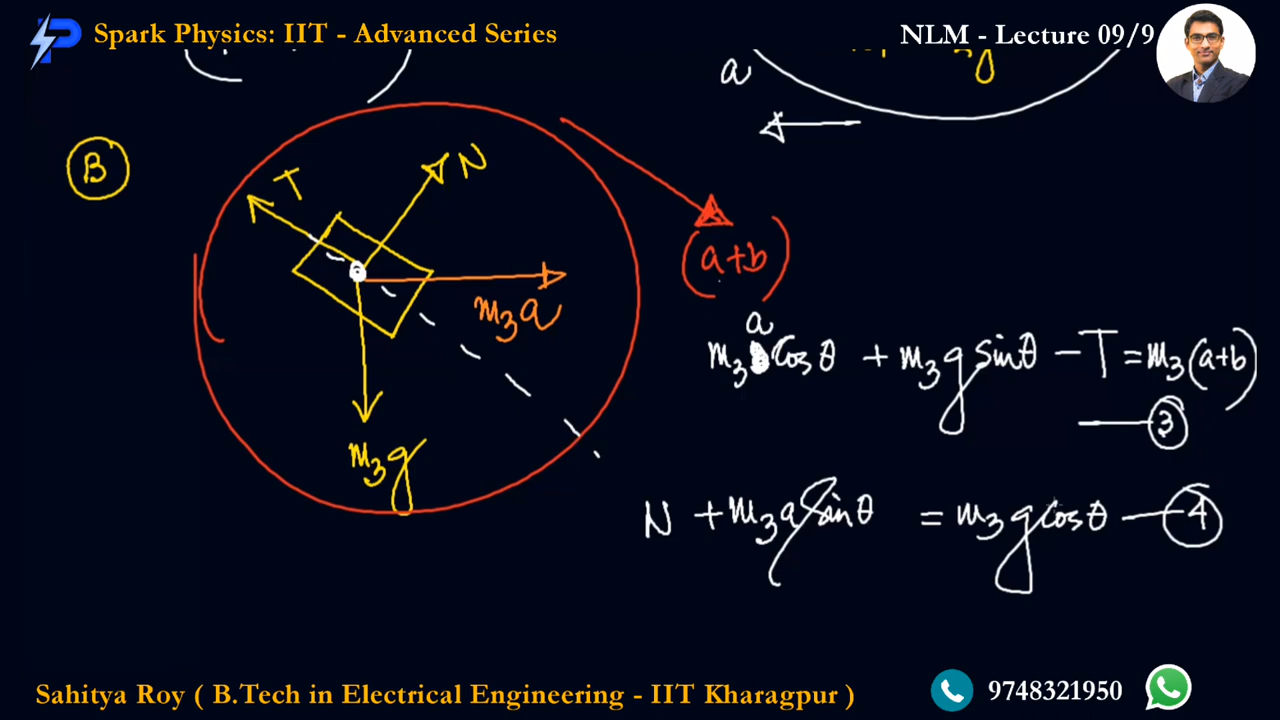 Spark Physics: IIT - Advanced Series
NLM - Lecture 09/9
a
B
T
N
(a+b)
m3a
m3g
m3 a cos θ + m3g sin θ - T = m3(a+b)
3
N + m3a sin θ = m3g cos θ
4
Sahitya Roy ( B.Tech in Electrical Engineering - IIT Kharagpur )
9748321950